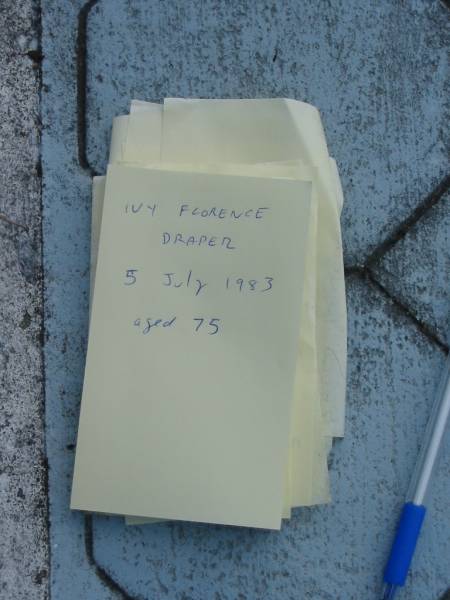 IVY FLORENCE
DRAPER
5 July 1983
aged 75